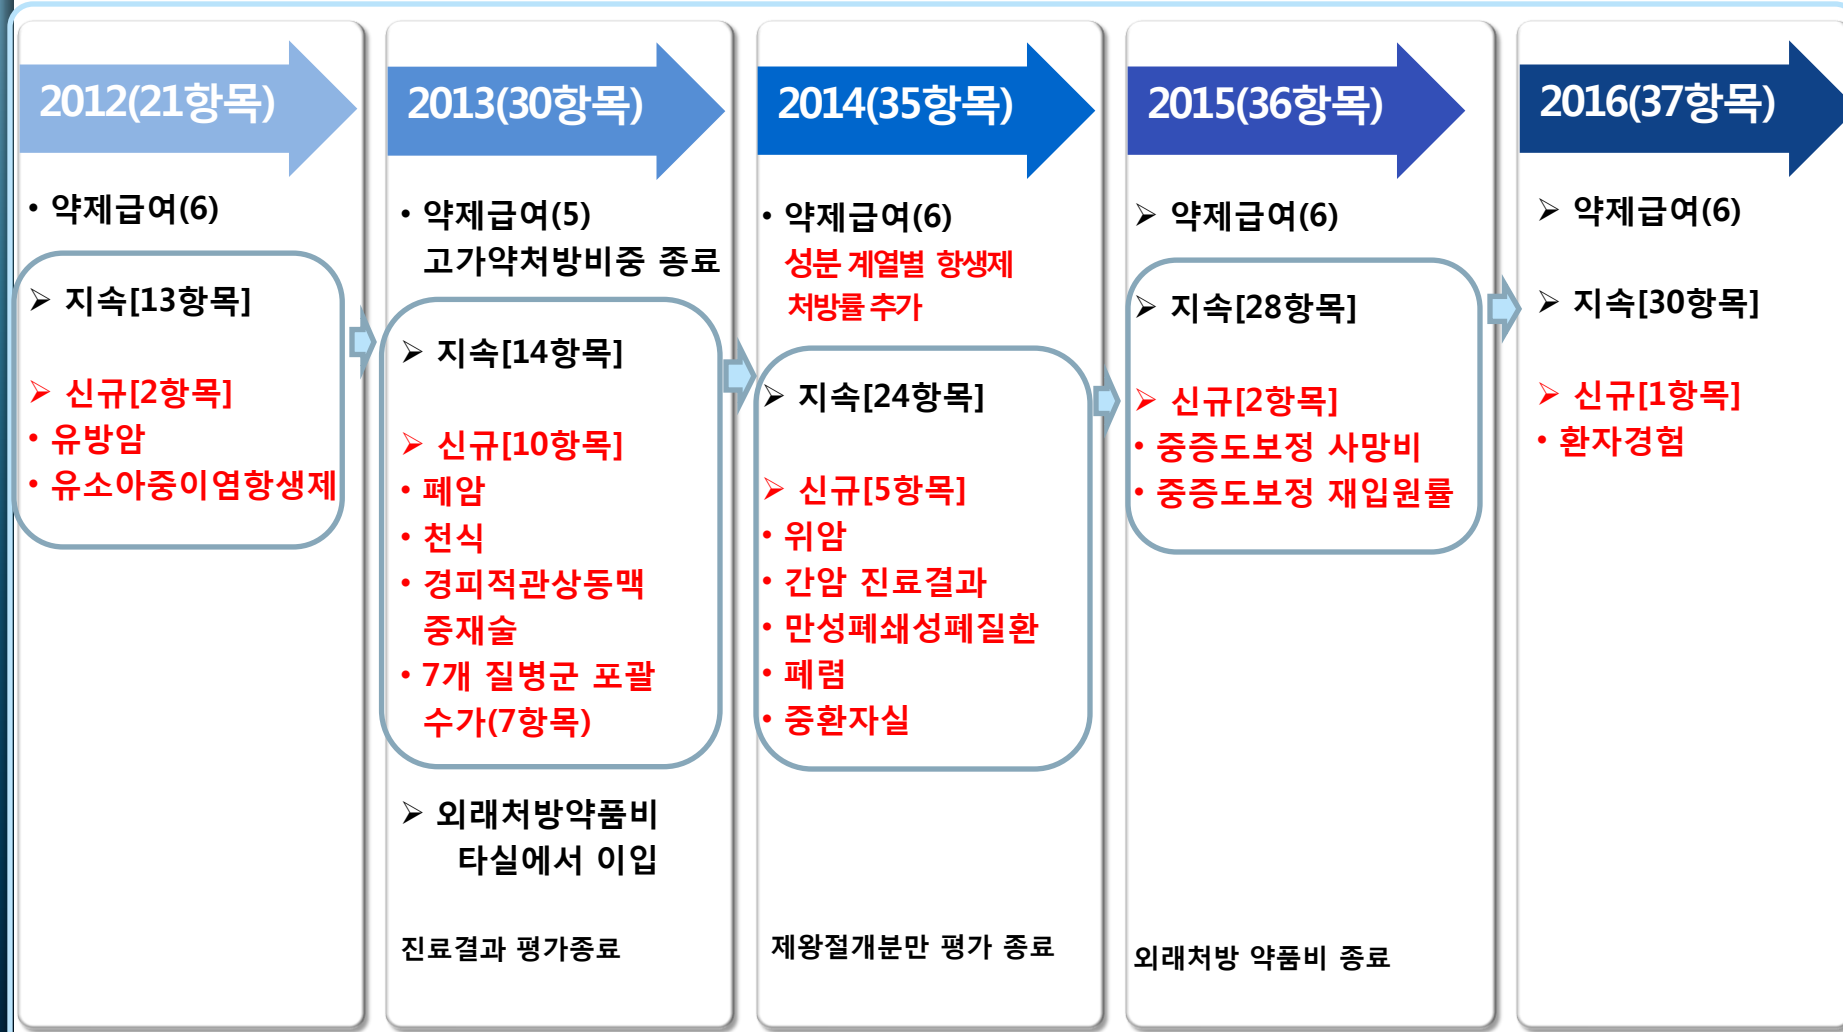 2012(21항목)
• 약제급여(6)
➢ 지속[13항목]
➢ 신규[2항목]
• 유방암
• 유소아중이염항생제
2013(30항목)
• 약제급여(5)
고가약처방비중 종료
➢ 지속[14항목]
➢ 신규[10항목]
• 폐암
• 천식
• 경피적관상동맥
중재술
• 7개 질병군 포괄
수가(7항목)
➢ 외래처방약품비
타실에서 이입
진료결과 평가종료
2014(35항목)
• 약제급여(6)
성분 계열별 항생제
처방률 추가
➢ 지속[24항목]
➢ 신규[5항목]
• 위암
• 간암 진료결과
• 만성폐쇄성폐질환
• 폐렴
• 중환자실
제왕절개분만 평가 종료
2015(36항목)
➢ 약제급여(6)
➢ 지속[28항목]
➢ 신규[2항목]
• 중증도보정 사망비
• 중증도보정 재입원률
외래처방 약품비 종료
2016(37항목)
➢ 약제급여(6)
➢ 지속[30항목]
➢ 신규[1항목]
• 환자경험